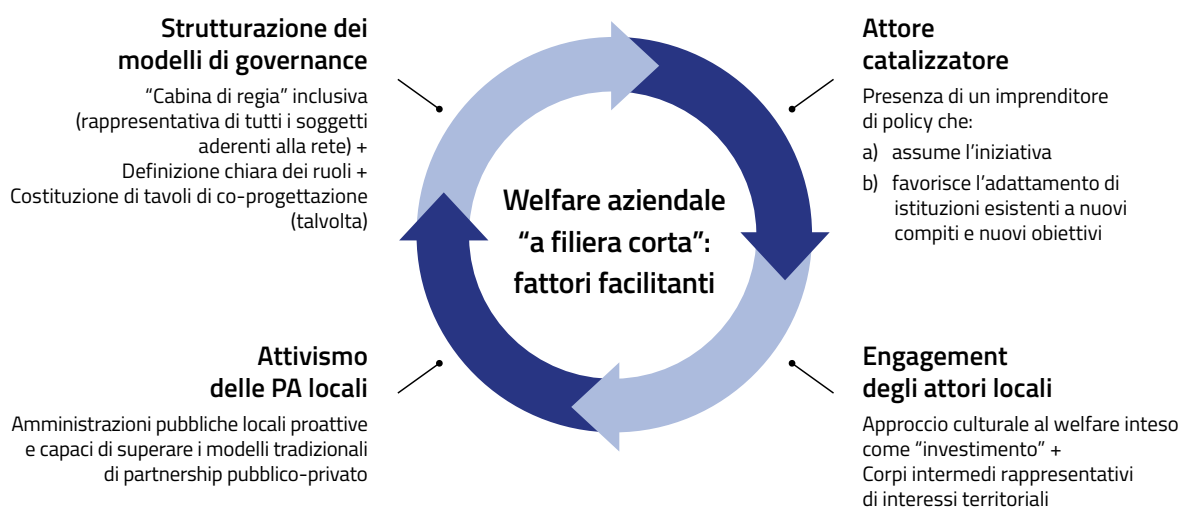 Strutturazione dei
modelli di governance
“Cabina di regia” inclusiva
(rappresentativa di tutti i soggetti
aderenti alla rete) +
Definizione chiara dei ruoli +
Costituzione di tavoli di co-progettazione
(talvolta)
Attore
catalizzatore
Presenza di un imprenditore
di policy che:
a) assume l’iniziativa
b) favorisce l’adattamento di
istituzioni esistenti a nuovi
compiti e nuovi obiettivi
Welfare aziendale
“a filiera corta”:
fattori facilitanti
Attivismo
delle PA locali
Amministrazioni pubbliche locali proattive
e capaci di superare i modelli tradizionali
di partnership pubblico-privato
Engagement
degli attori locali
Approccio culturale al welfare inteso
come “investimento” +
Corpi intermedi rappresentativi
di interessi territoriali